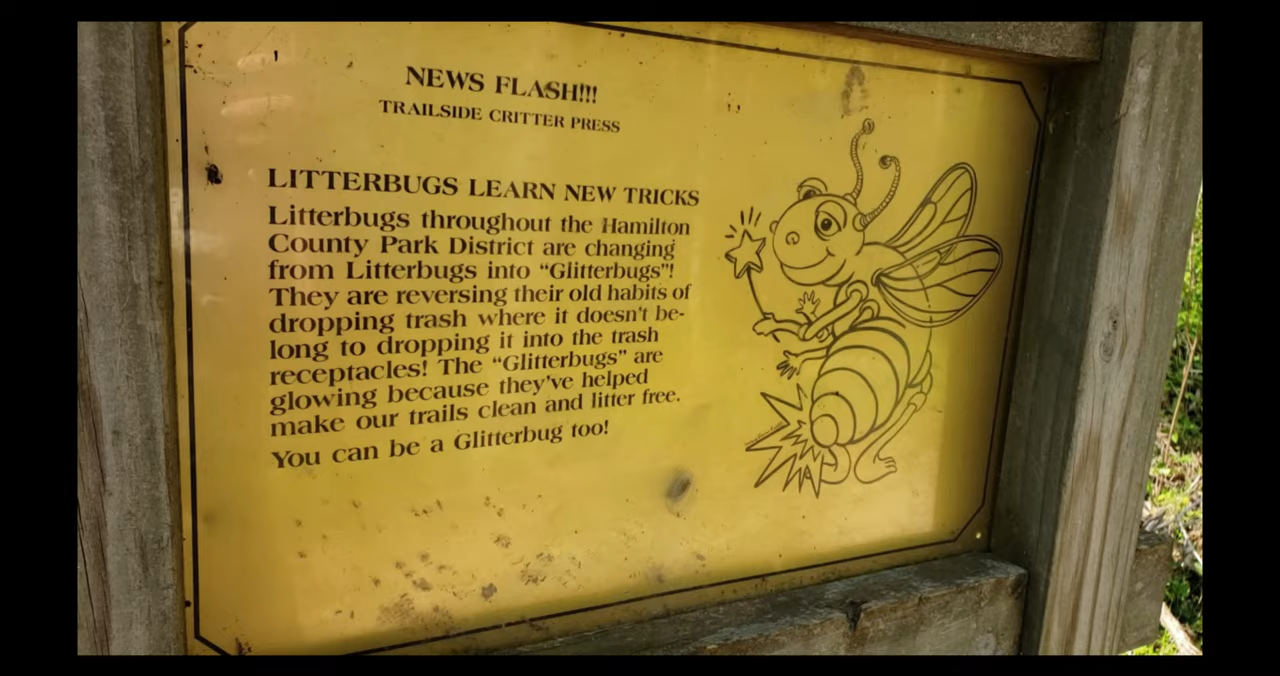 NEWS FLASH!!!
TRAILSIDE CRITTER PRESS
LITTERBUGS LEARN NEW TRICKS
Litterbugs throughout the Hamilton
County Park District are changing
from Litterbugs into “Glitterbugs”!
They are reversing their old habits of
dropping trash where it doesn't be-
long to dropping it into the trash
receptacles! The “Glitterbugs” are
glowing because they've helped
make our trails clean and litter free.
You can be a Glitterbug too!